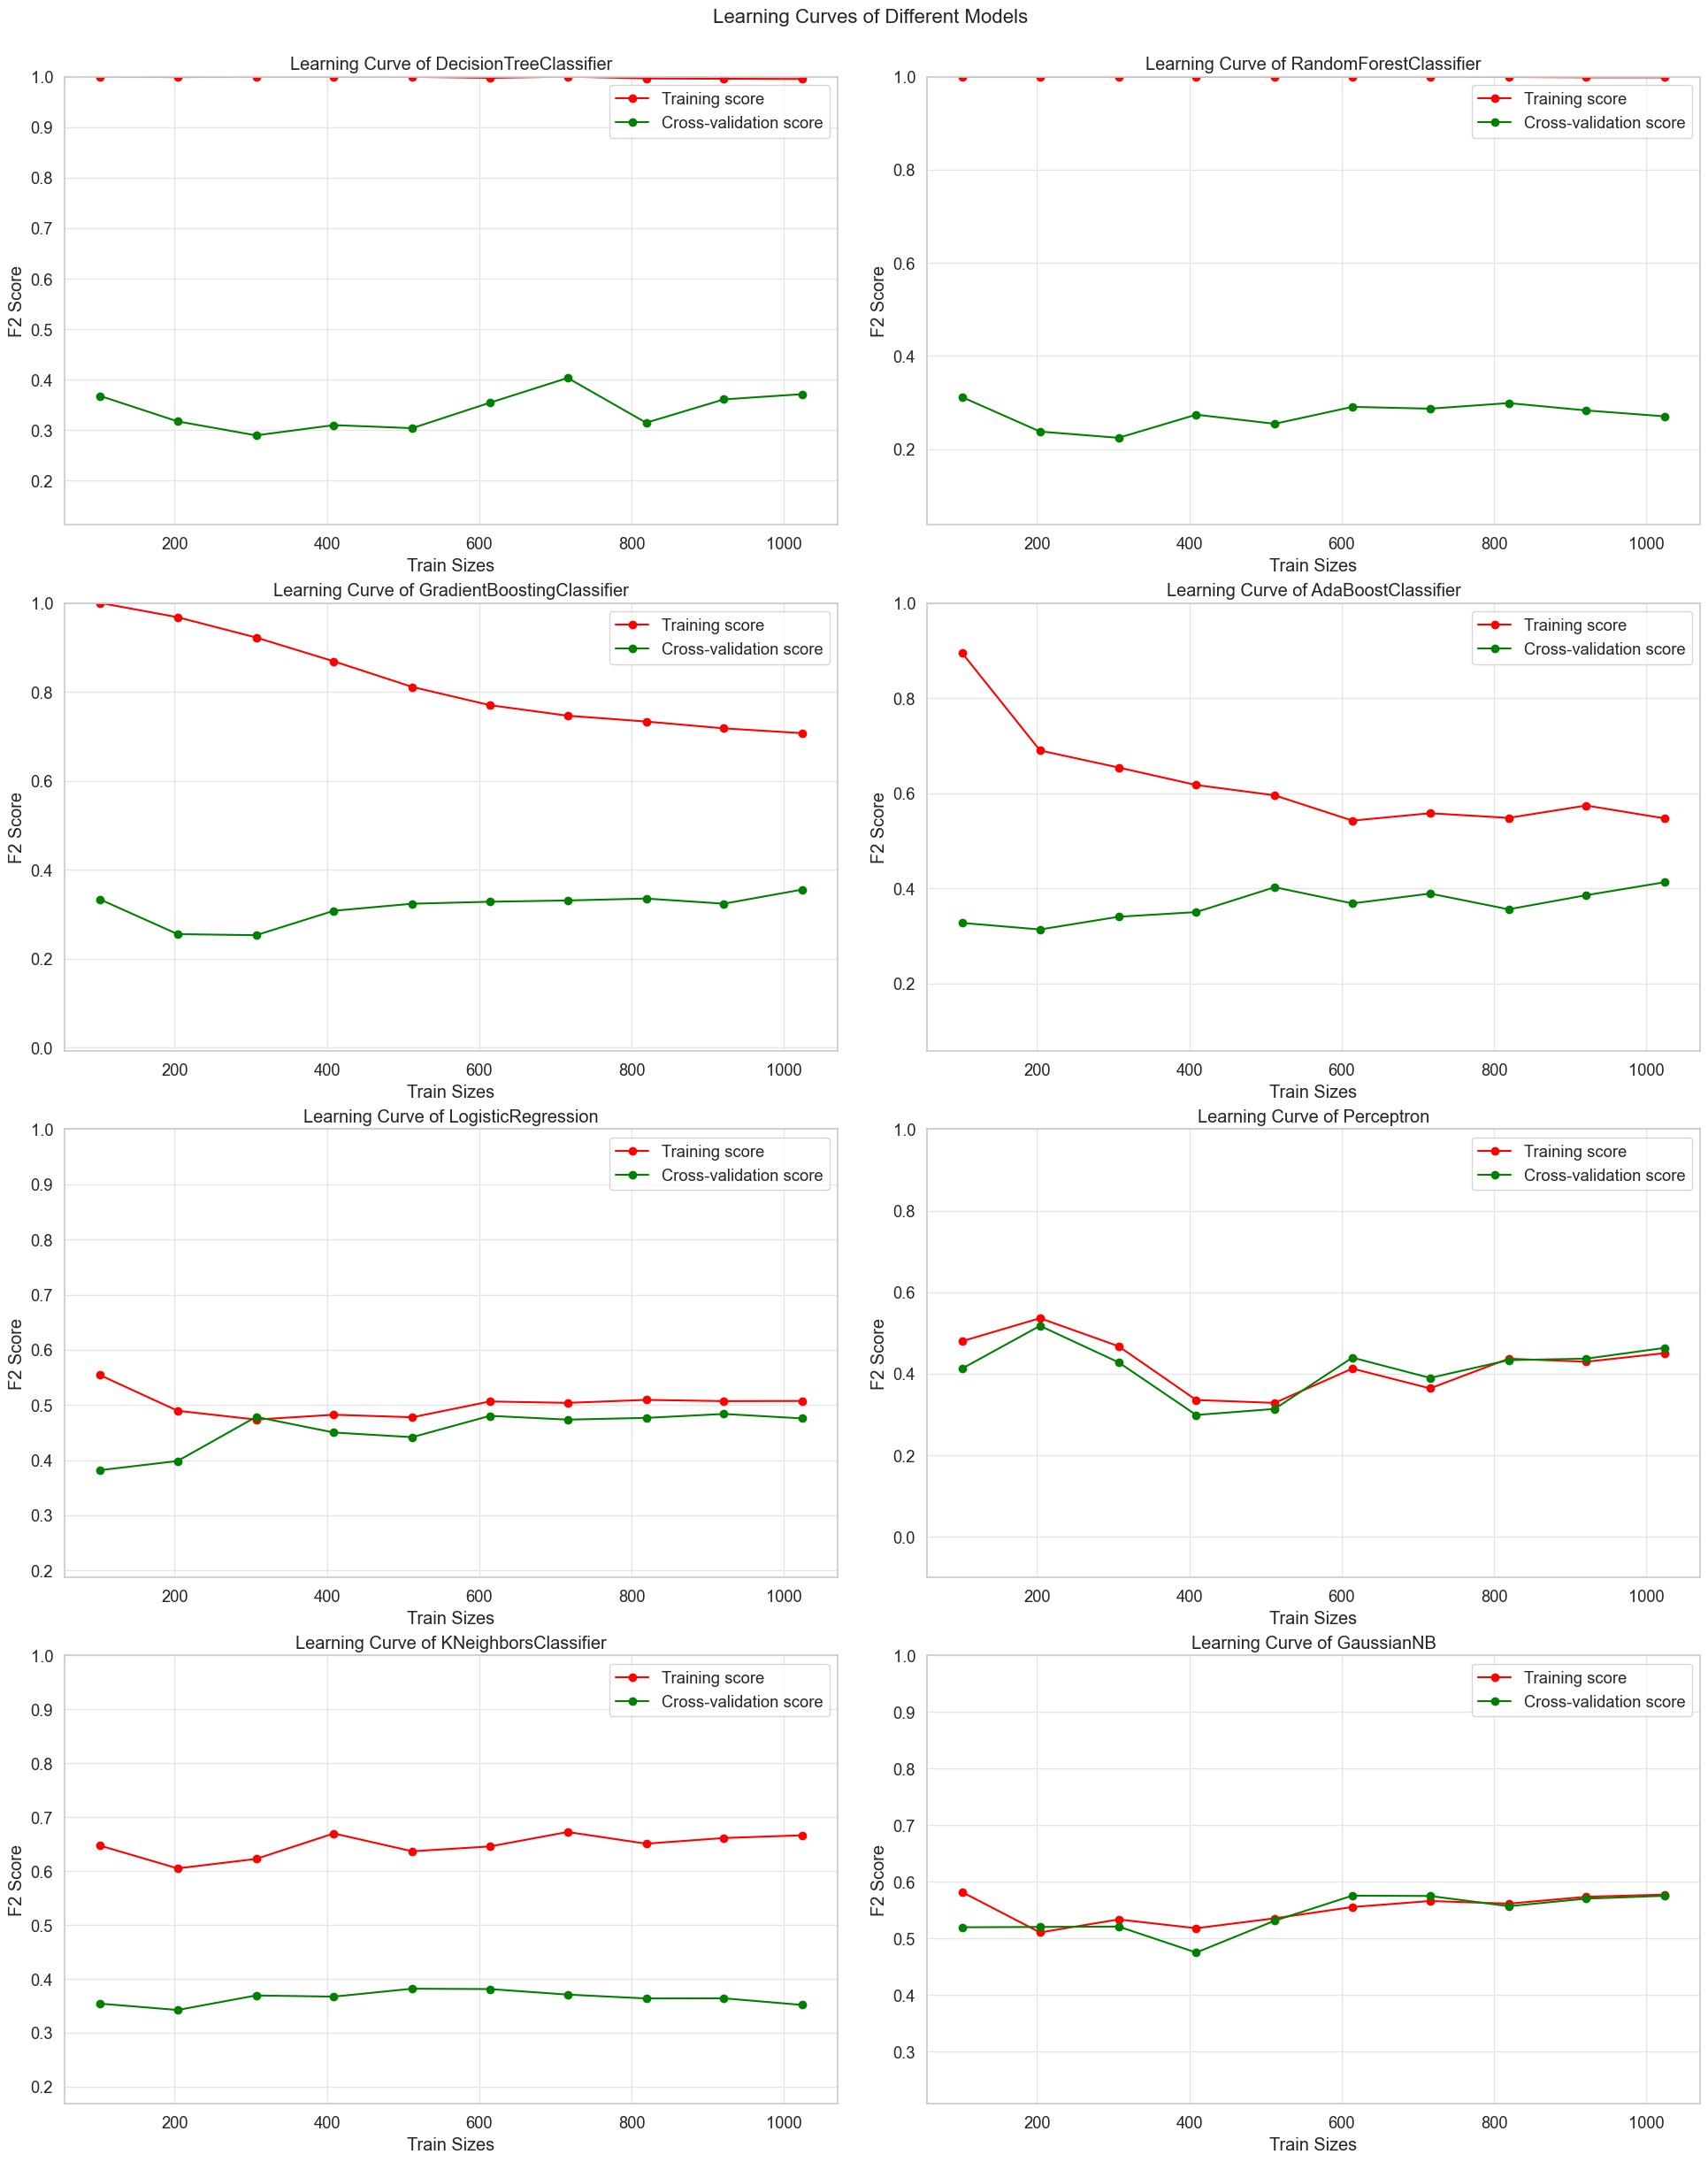 Learning Curves of Different Models
Learning Curve of DecisionTreeClassifier
1.0
0.9
0.8
0.7
0.6
0.5
0.4
0.3
0.2
F2 Score
Training score
Cross-validation score
200 400 600 800 1000
Train Sizes
Learning Curve of RandomForestClassifier
1.0
0.8
0.6
0.4
0.2
F2 Score
Training score
Cross-validation score
200 400 600 800 1000
Train Sizes
Learning Curve of GradientBoostingClassifier
1.0
0.8
0.6
0.4
0.2
0.0
F2 Score
Training score
Cross-validation score
200 400 600 800 1000
Train Sizes
Learning Curve of AdaBoostClassifier
1.0
0.8
0.6
0.4
0.2
F2 Score
Training score
Cross-validation score
200 400 600 800 1000
Train Sizes
Learning Curve of LogisticRegression
1.0
0.9
0.8
0.7
0.6
0.5
0.4
0.3
0.2
F2 Score
Training score
Cross-validation score
200 400 600 800 1000
Train Sizes
Learning Curve of Perceptron
1.0
0.8
0.6
0.4
0.2
0.0
F2 Score
Training score
Cross-validation score
200 400 600 800 1000
Train Sizes
Learning Curve of KNeighborsClassifier
1.0
0.9
0.8
0.7
0.6
0.5
0.4
0.3
0.2
F2 Score
Training score
Cross-validation score
200 400 600 800 1000
Train Sizes
Learning Curve of GaussianNB
1.0
0.9
0.8
0.7
0.6
0.5
0.4
0.3
F2 Score
Training score
Cross-validation score
200 400 600 800 1000
Train Sizes